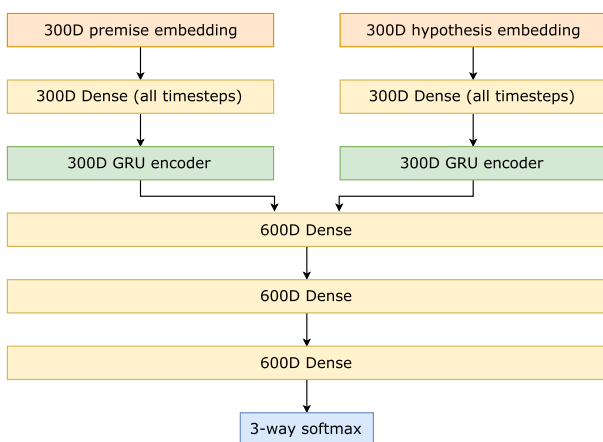 300D premise embedding
300D hypothesis embedding
300D Dense (all timesteps)
300D Dense (all timesteps)
300D GRU encoder
300D GRU encoder
600D Dense
600D Dense
600D Dense
3-way softmax